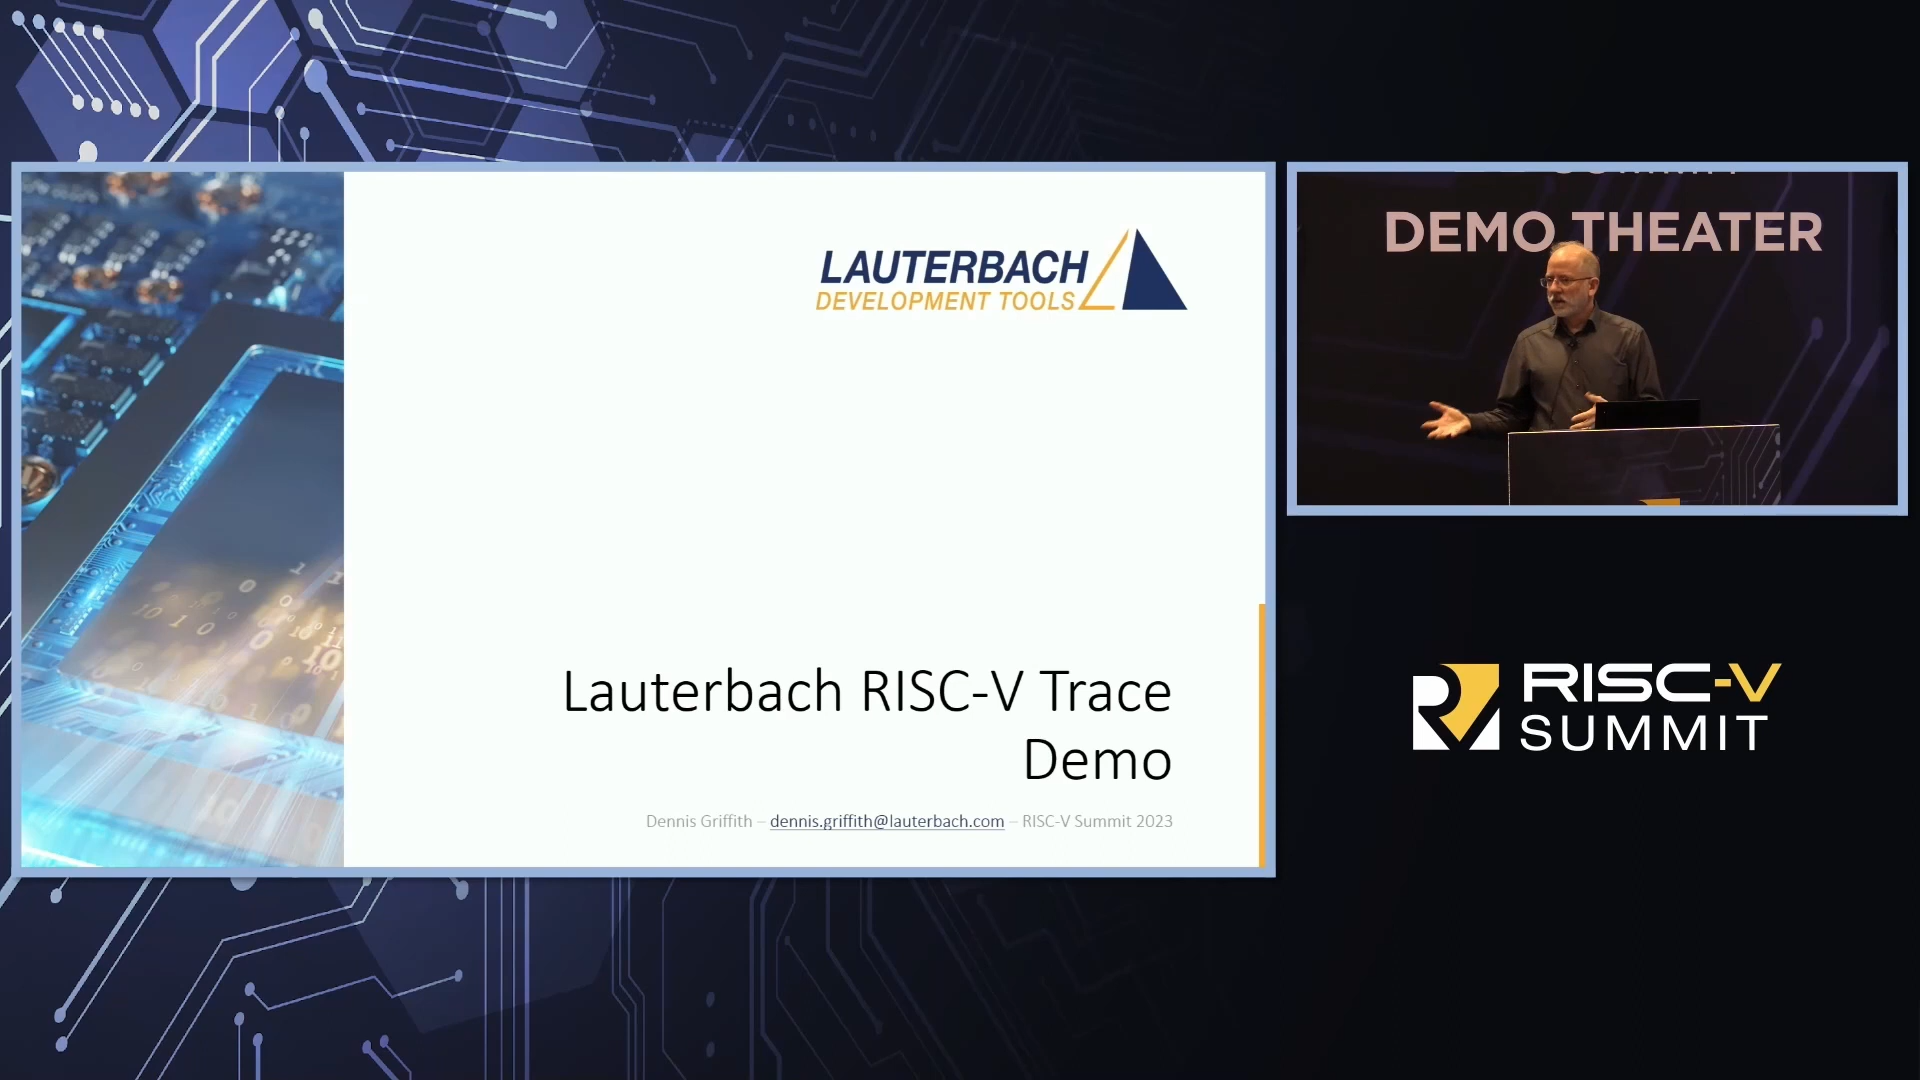 LAUTERBACH
DEVELOPMENT TOOLS
Lauterbach RISC-V Trace
Demo
Dennis Griffith – dennis.griffith@lauterbach.com – RISC-V Summit 2023
DEMO THEATER
RISC-V
SUMMIT